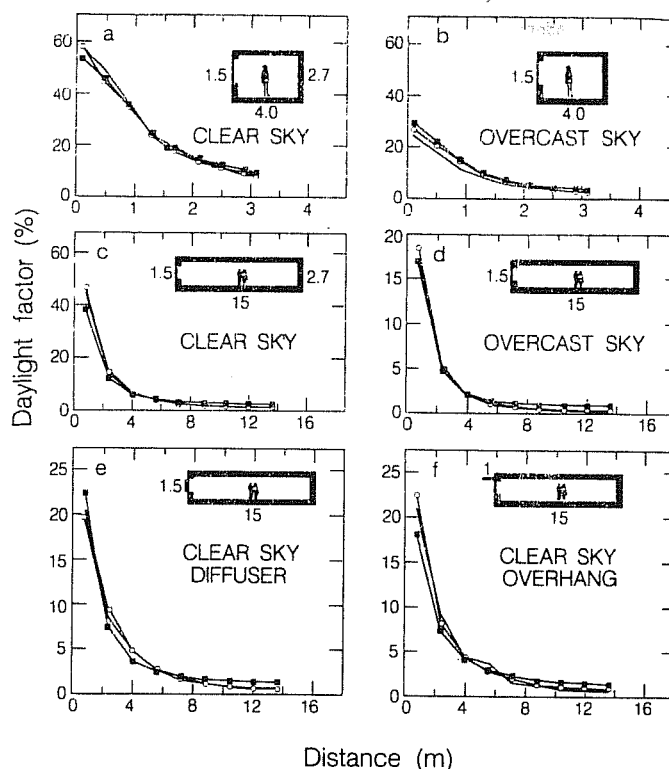 a
60
40
20
0
1.5
2.7
4.0
CLEAR SKY
0 1 2 3 4
b
60
40
20
0
1.5
4.0
OVERCAST SKY
0 1 2 3 4
Daylight factor (%)
c
60
40
20
0
1.5
2.7
15
CLEAR SKY
0 4 8 12 16
d
20
15
10
5
0
1.5
15
OVERCAST SKY
0 4 8 12 16
e
25
20
15
10
5
0
1.5
15
CLEAR SKY
DIFFUSER
0 4 8 12 16
f
25
20
15
10
5
0
1
15
CLEAR SKY
OVERHANG
0 4 8 12 16
Distance (m)